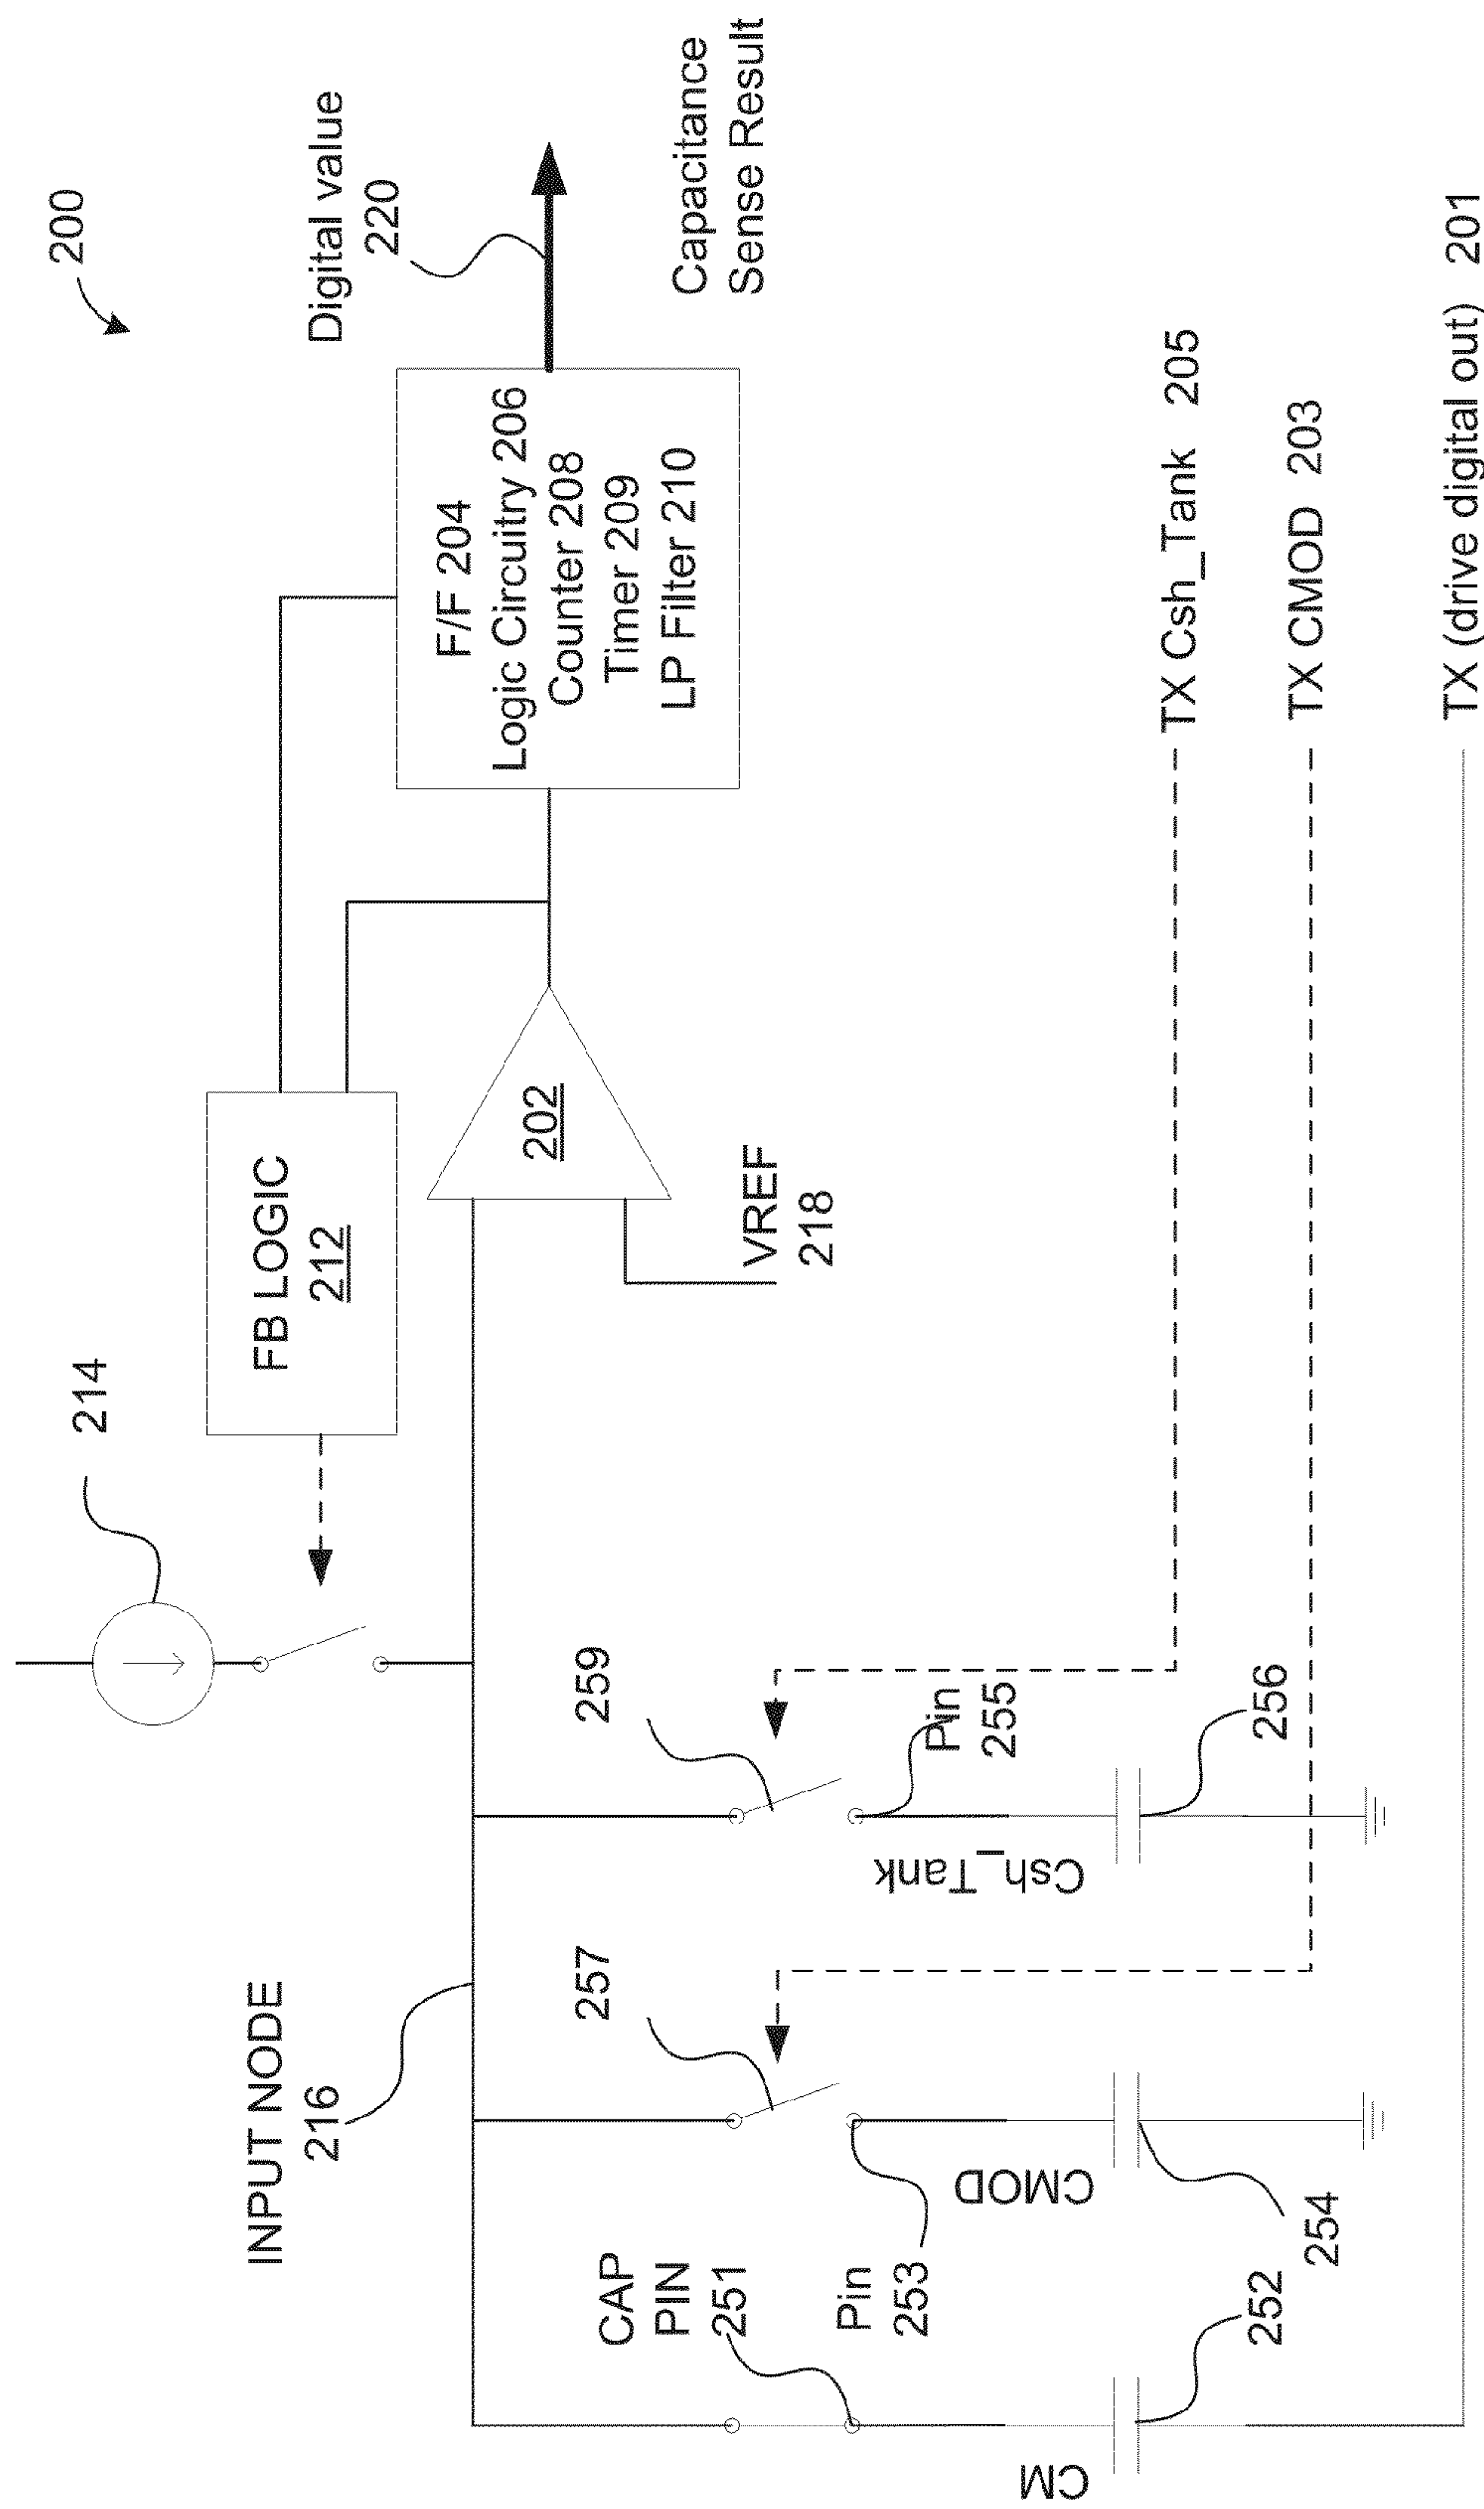 200
214
FB LOGIC
212
Digital value
220
INPUT NODE
216
202
F/F 204
Logic Circuitry 206
Counter 208
Timer 209
LP Filter 210
VREF
218
Capacitance
Sense Result
257
259
CAP
PIN
251
Pin
253
Pin
255
CM
CMOD
Csh_Tank
252
254
256
TX Csh_Tank 205
TX CMOD 203
TX (drive digital out) 201